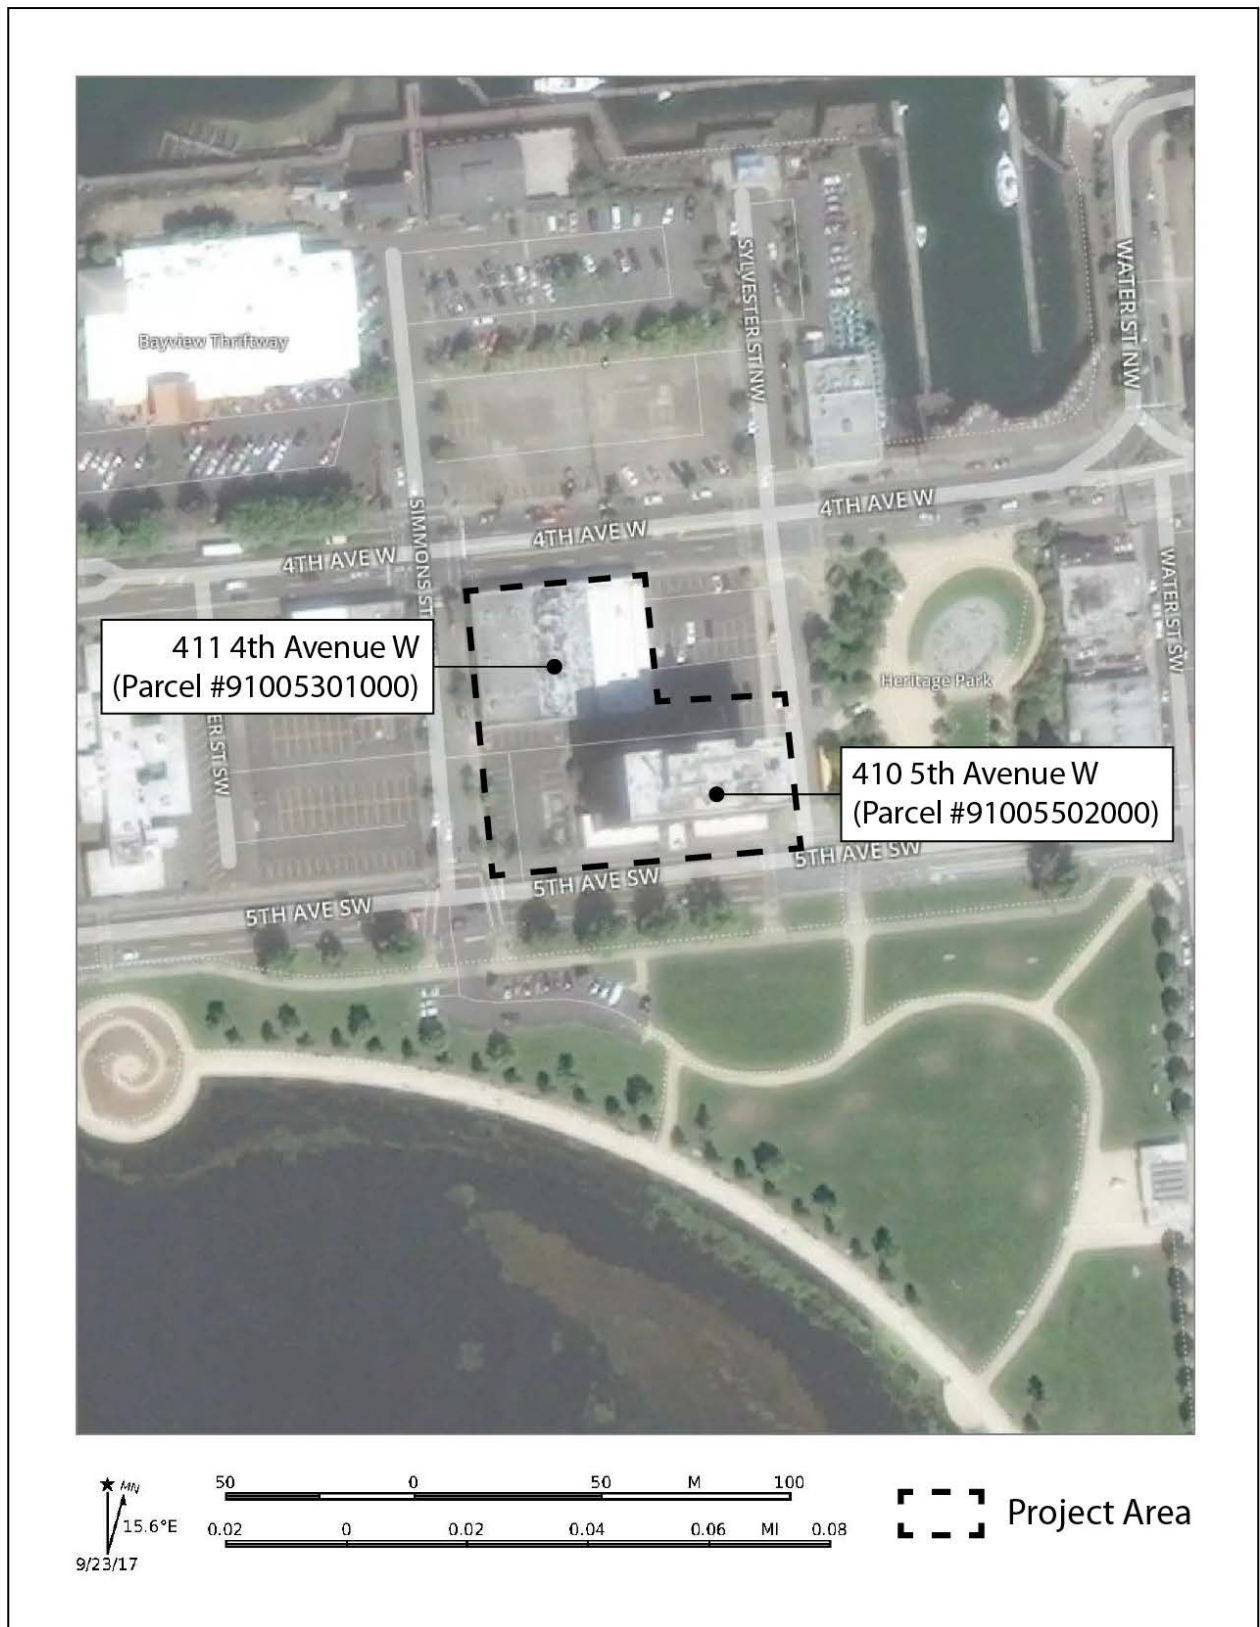 SYLVESTER ST NW
WATER ST NW
Bayview Thriftway
4TH AVE W
4TH AVE W
4TH AVE W
SIMMONS ST
WATER ST SW
411 4th Avenue W
(Parcel #91005301000)
Heritage Park
ER ST SW
410 5th Avenue W
(Parcel #91005502000)
5TH AVE SW
5TH AVE SW
5TH AVE SW
50 0 50 M 100
MN
15.6°E
0.02 0 0.02 0.04 0.06 MI 0.08
9/23/17
Project Area